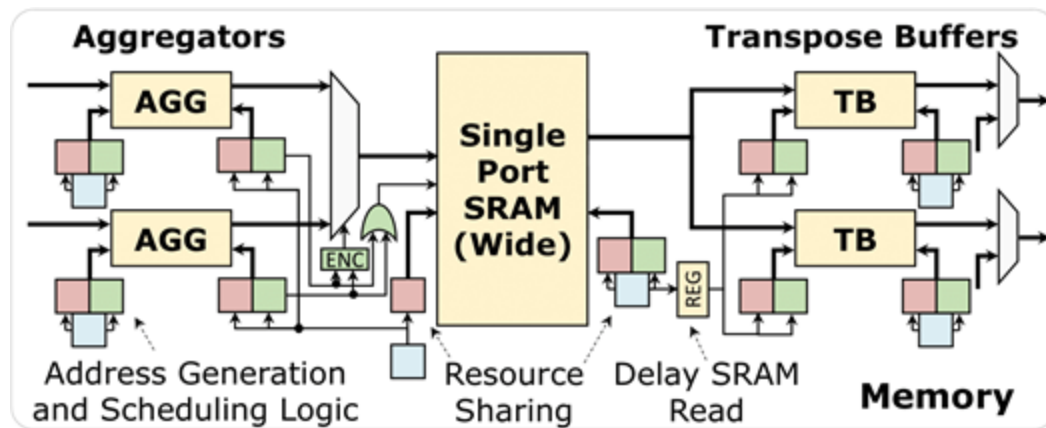 Aggregators
Transpose Buffers
AGG
TB
Single
Port
SRAM
(Wide)
AGG
TB
ENC
REG
Address Generation
and Scheduling Logic
Resource
Sharing
Delay SRAM
Read
Memory